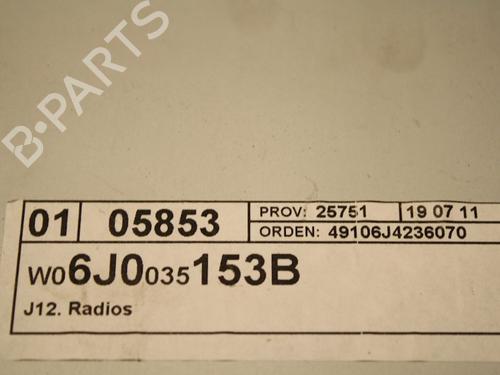 B-PARTS
01 05853 PROV: 25751 19 07 11
ORDEN: 49106J4236070
W06J0035153B
J12. Radios